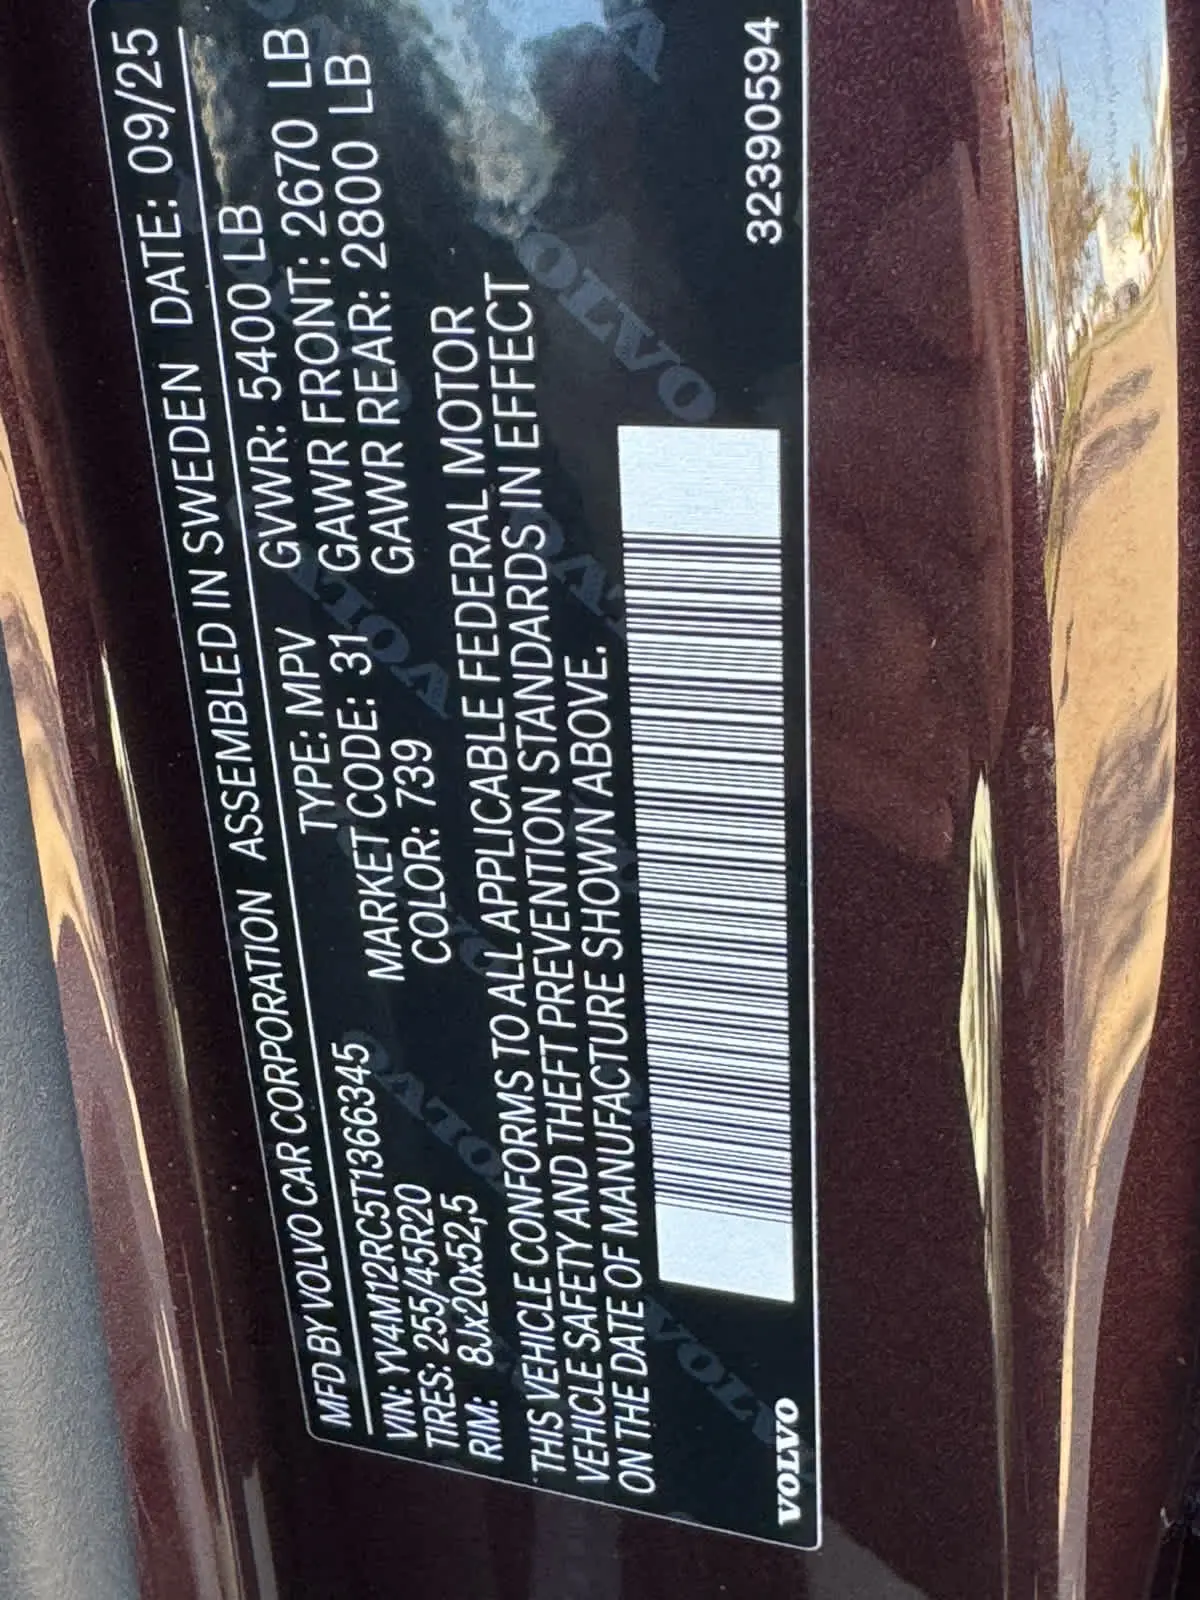 MFD BY VOLVO CAR CORPORATION ASSEMBLED IN SWEDEN DATE: 09/25
VIN: YV4M12RC5T1366345 TYPE: MPV GVWR: 5400 LB
TIRES: 255/45R20 MARKET CODE: 31 GAWR FRONT: 2670 LB
RIM: 8Jx20x52,5 COLOR: 739 GAWR REAR: 2800 LB
THIS VEHICLE CONFORMS TO ALL APPLICABLE FEDERAL MOTOR
VEHICLE SAFETY AND THEFT PREVENTION STANDARDS IN EFFECT
ON THE DATE OF MANUFACTURE SHOWN ABOVE.
VOLVO 32390594